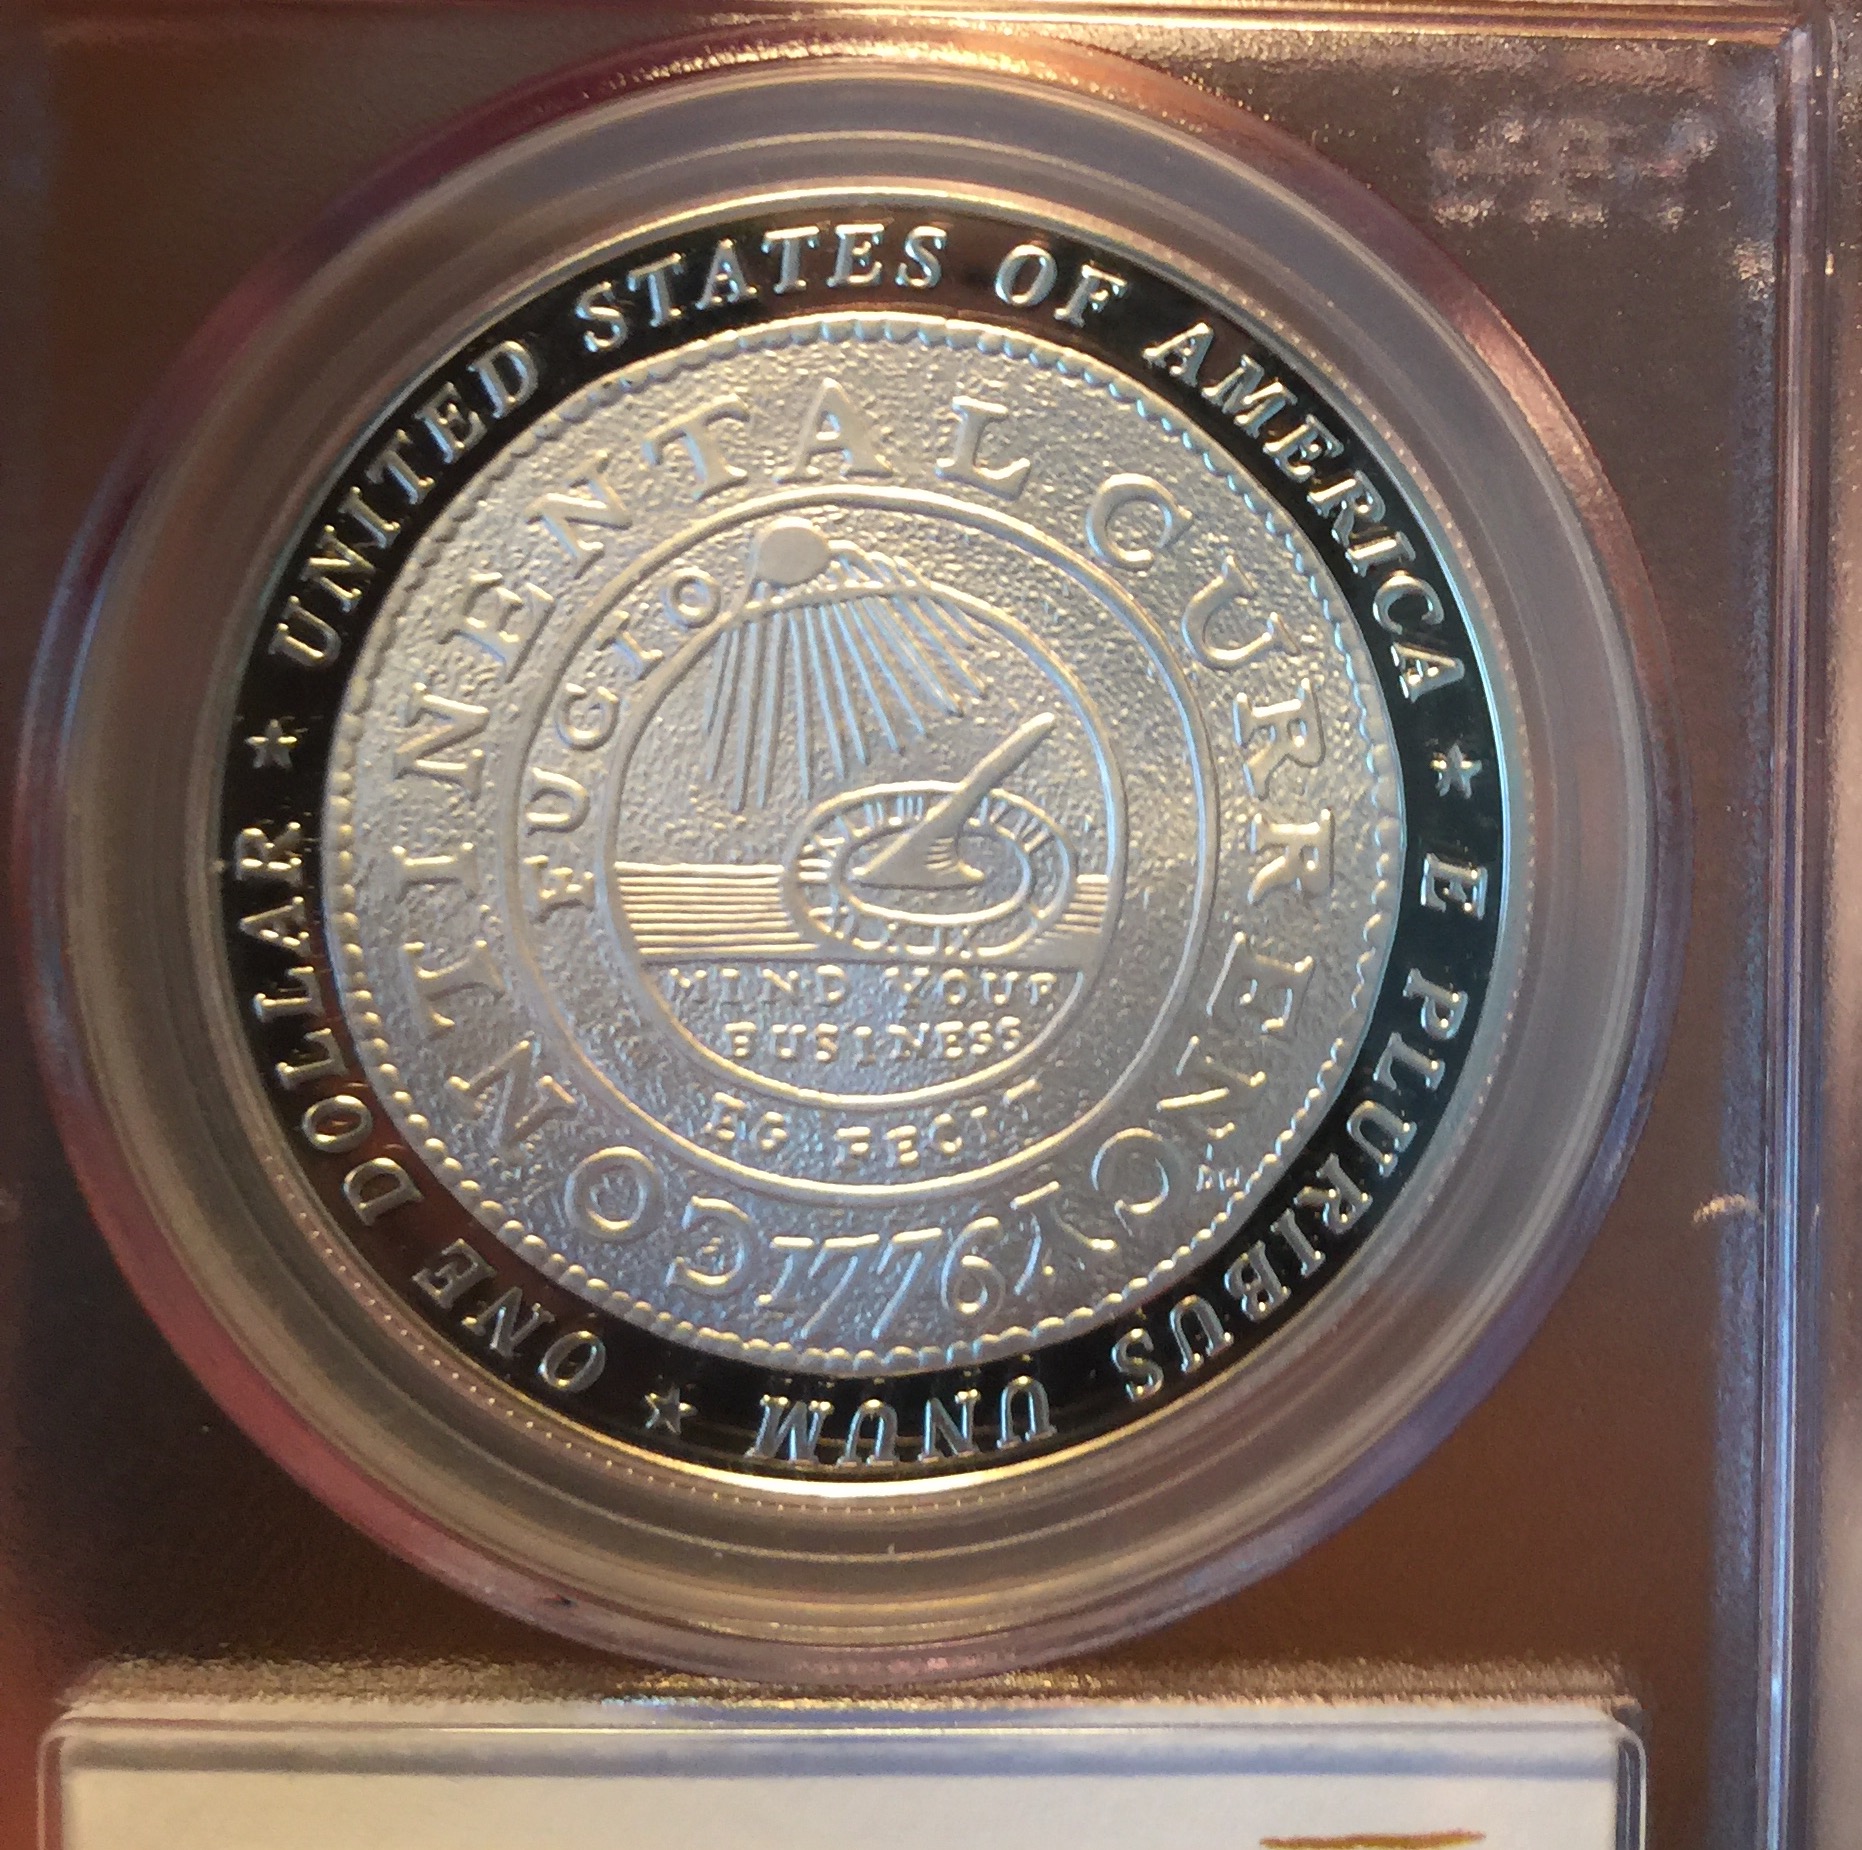 UNITED STATES OF AMERICA ★ E PLURIBUS UNUM ★ ONE DOLLAR ★
CONTINENTAL CURRENCY 1776
FUGIO
MIND YOUR
BUSINESS
EG FECIT